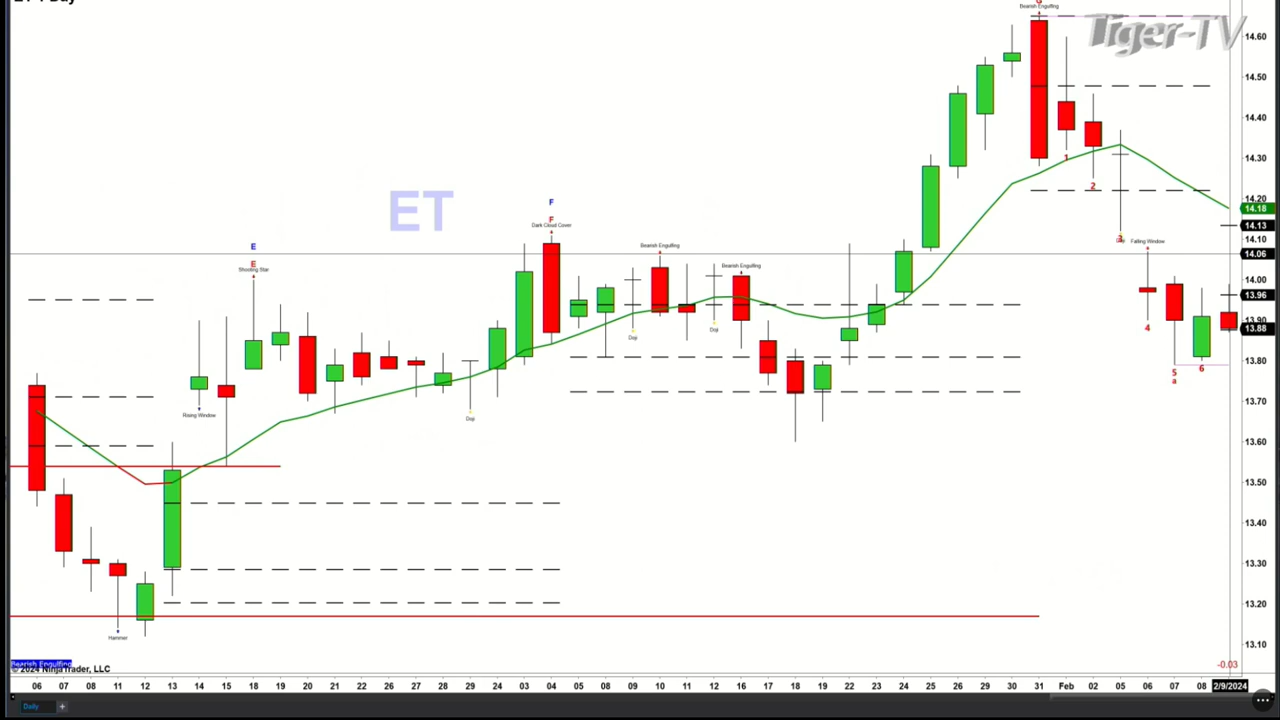 Bearish Engulfing
Tiger-TV
14.60
14.50
14.40
14.30
14.20
14.18
14.13
14.10
14.06
14.00
13.96
13.90
13.88
13.80
13.70
13.60
13.50
13.40
13.30
13.20
13.10
-0.03
ET
F
F
Dark Cloud Cover
E
E
Shooting Star
Bearish Engulfing
Bearish Engulfing
1
2
3
Falling Window
4
5
a
6
Doji
Doji
Doji
Rising Window
Hammer
Bearish Engulfing
© 2024 NinjaTrader, LLC
06 07 08 11 12 13 14 15 18 19 20 21 22 26 27 28 29 24 03 04 05 08 09 10 11 12 16 17 18 19 22 23 24 25 26 29 30 31 Feb 02 05 06 07 08 2/9/2024
Daily +